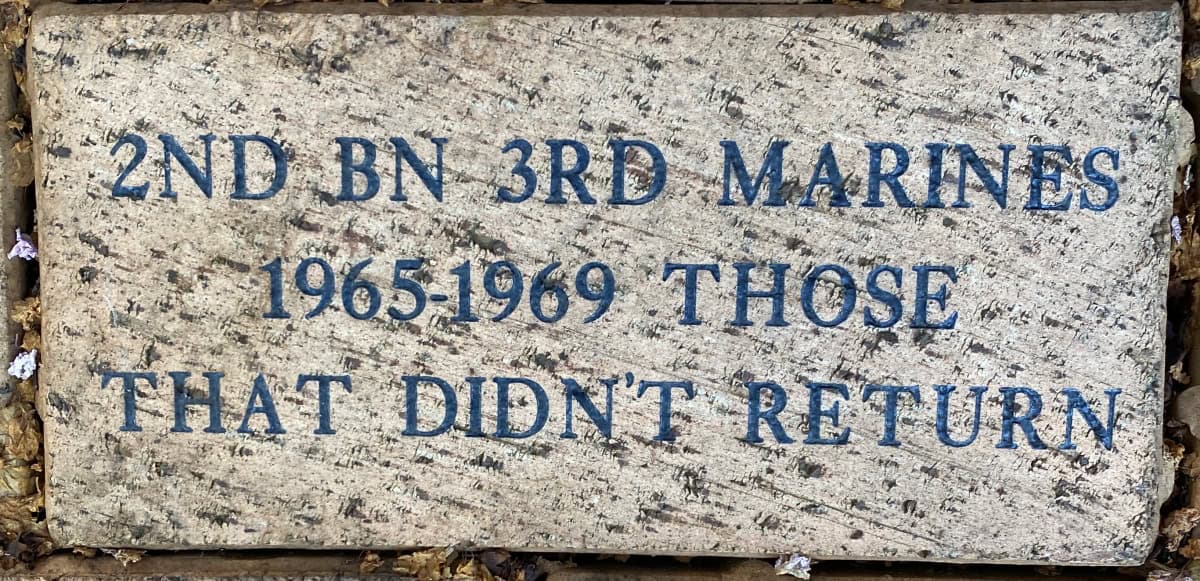 2ND BN 3RD MARINES
1965-1969 THOSE
THAT DIDN'T RETURN